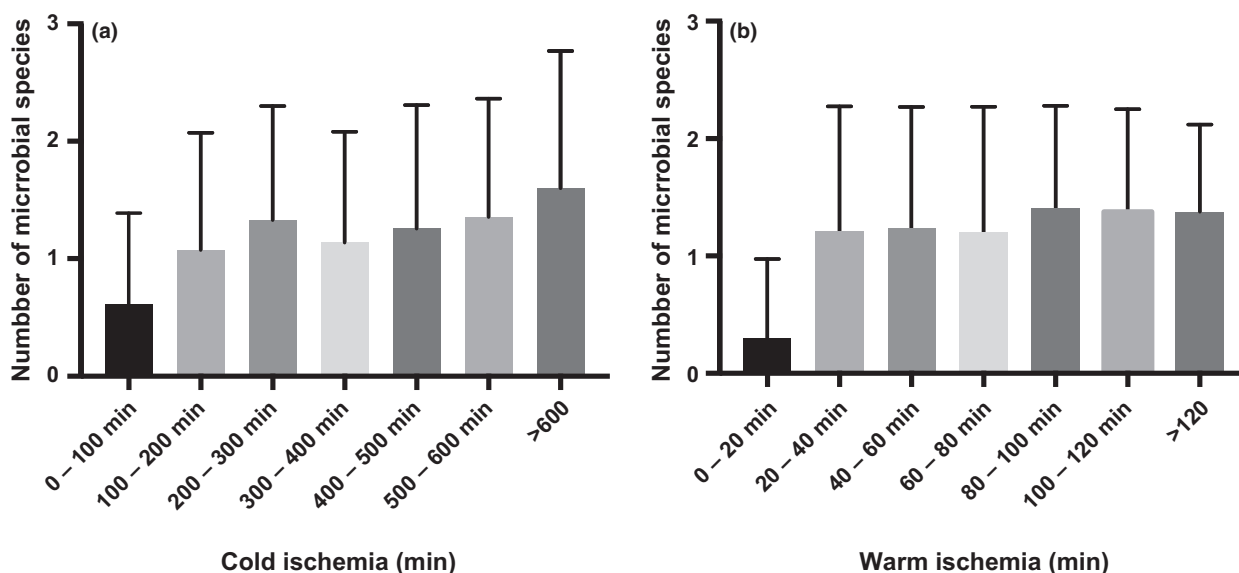 (a)
Numbber of micrrobial species
3
2
1
0
0 – 100 min
100 – 200 min
200 – 300 min
300 – 400 min
400 – 500 min
500 – 600 min
>600
Cold ischemia (min)
(b)
Numbber of micrrobial species
3
2
1
0
0 – 20 min
20 – 40 min
40 – 60 min
60 – 80 min
80 – 100 min
100 – 120 min
>120
Warm ischemia (min)